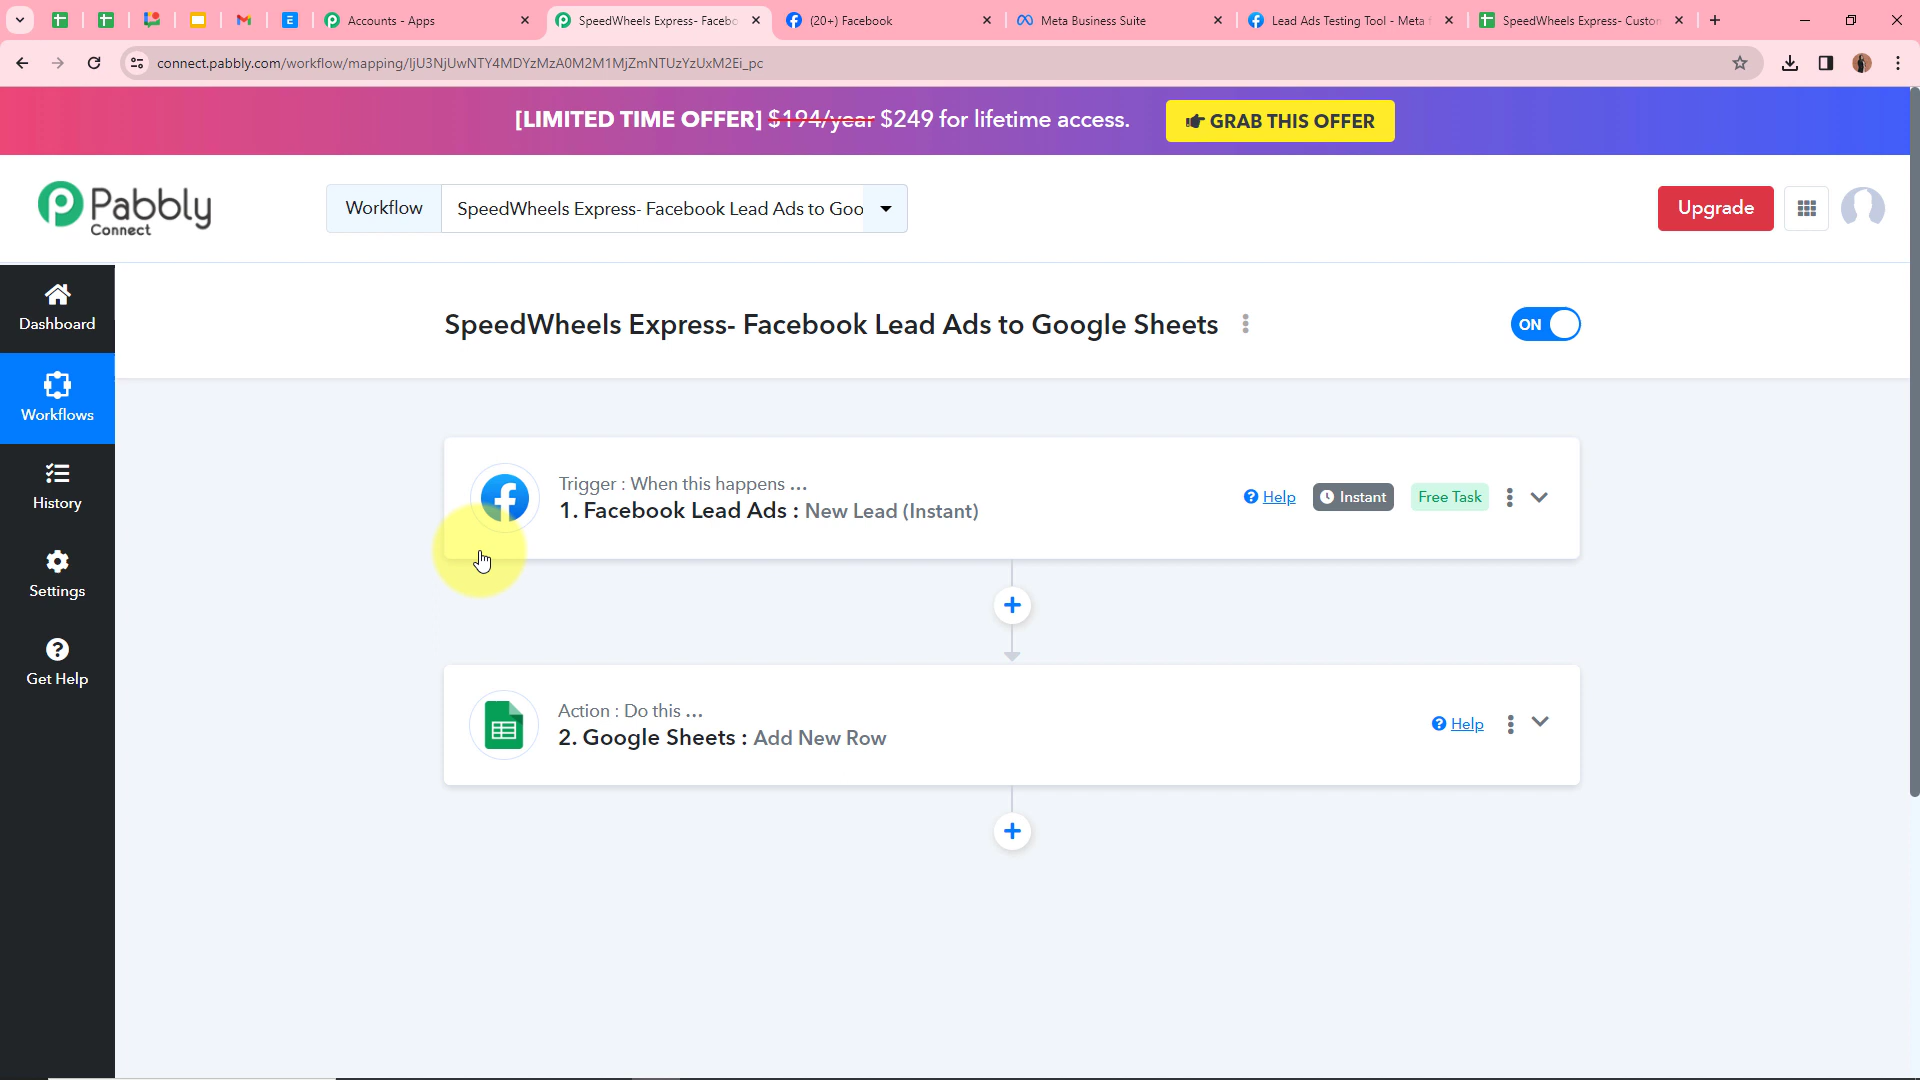 Accounts - Apps
SpeedWheels Express- Facebo
(20+) Facebook
Meta Business Suite
Lead Ads Testing Tool - Meta f
SpeedWheels Express- Custom
connect.pabbly.com/workflow/mapping/IjU3NjUwNTY4MDYzMzA0M2M1MjZmNTUzYzUxM2Ei_pc
[LIMITED TIME OFFER] $194/year $249 for lifetime access.
GRAB THIS OFFER
Pabbly
Connect
Workflow
SpeedWheels Express- Facebook Lead Ads to Goo
Upgrade
Dashboard
Workflows
History
Settings
Get Help
SpeedWheels Express- Facebook Lead Ads to Google Sheets
ON
Trigger : When this happens ...
1. Facebook Lead Ads : New Lead (Instant)
Help
Instant
Free Task
Action : Do this ...
2. Google Sheets : Add New Row
Help